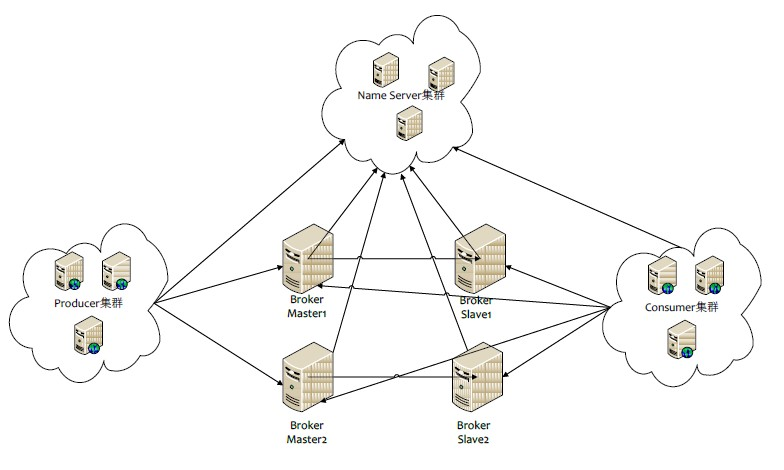 Name Server集群
Producer集群
Broker
Master1
Broker
Slave1
Consumer集群
Broker
Master2
Broker
Slave2